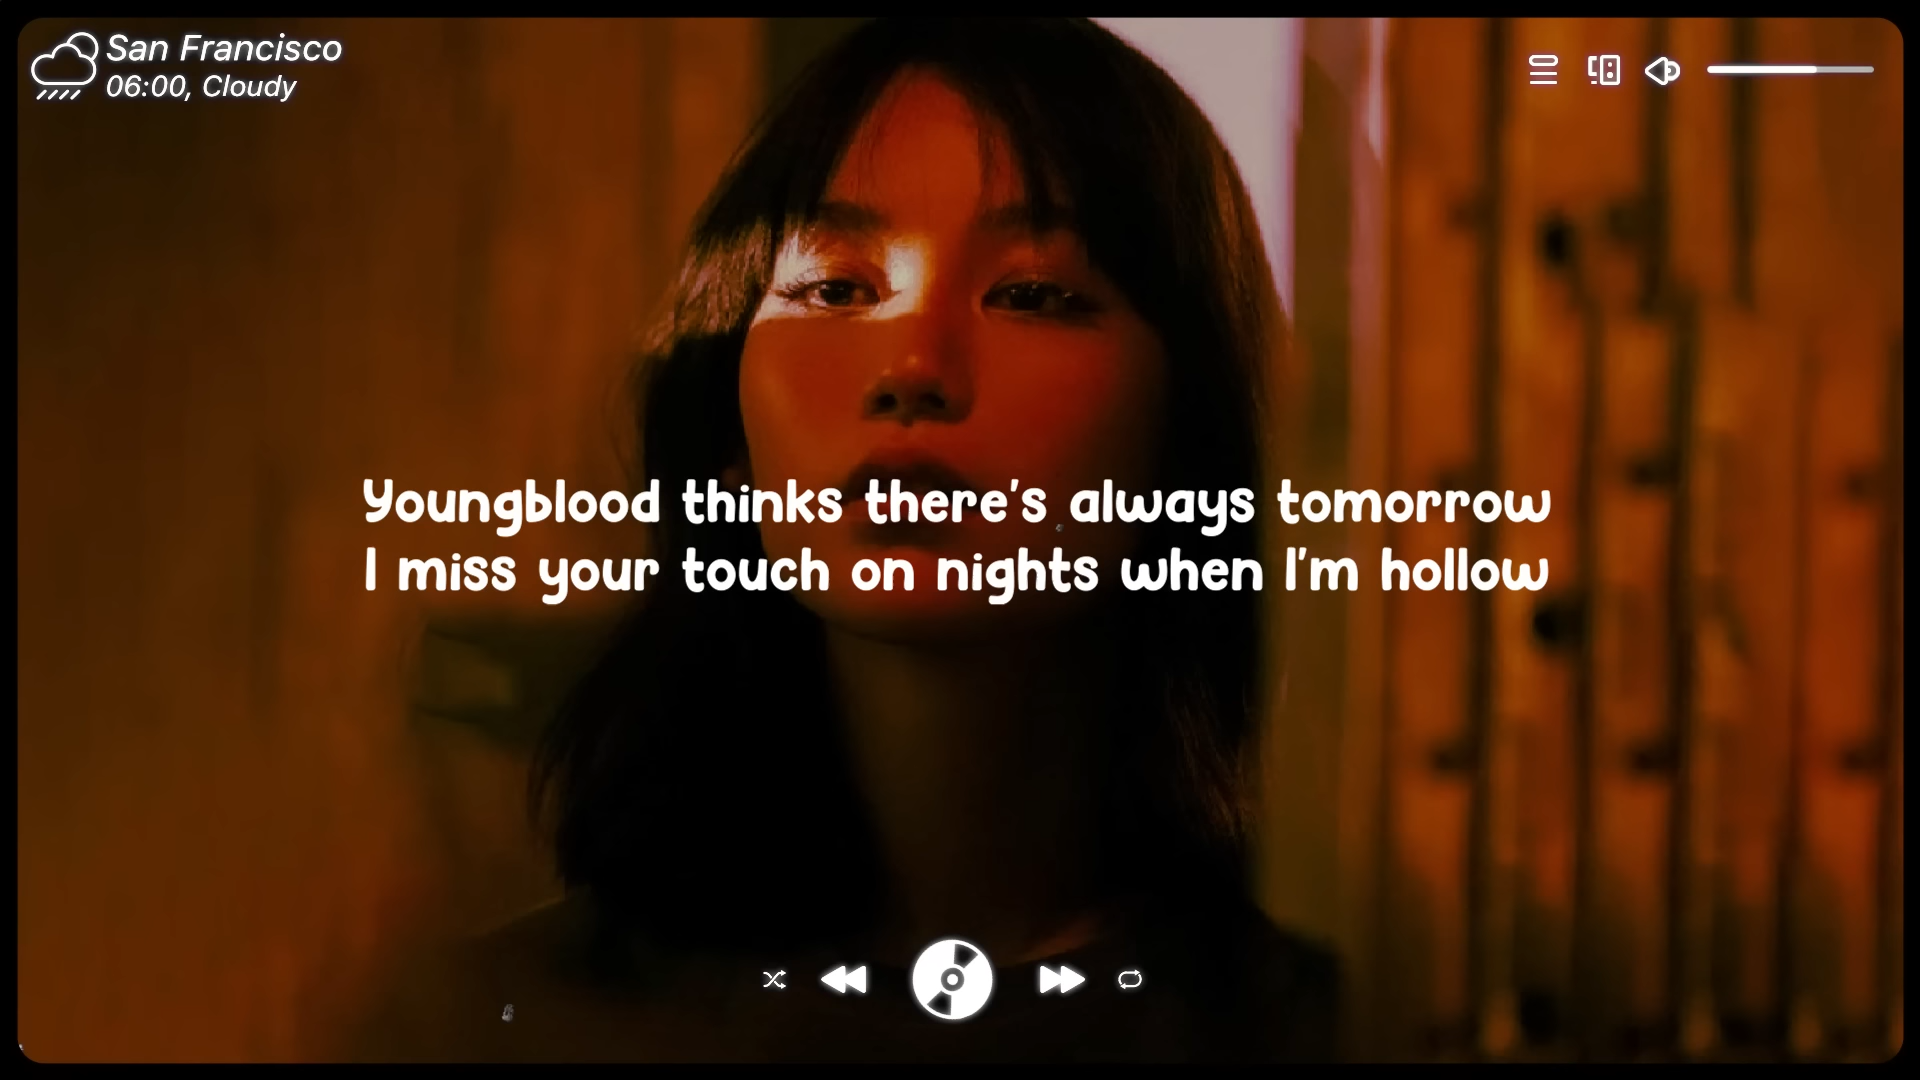 San Francisco
06:00, Cloudy
Youngblood thinks there's always tomorrow
I miss your touch on nights when I'm hollow